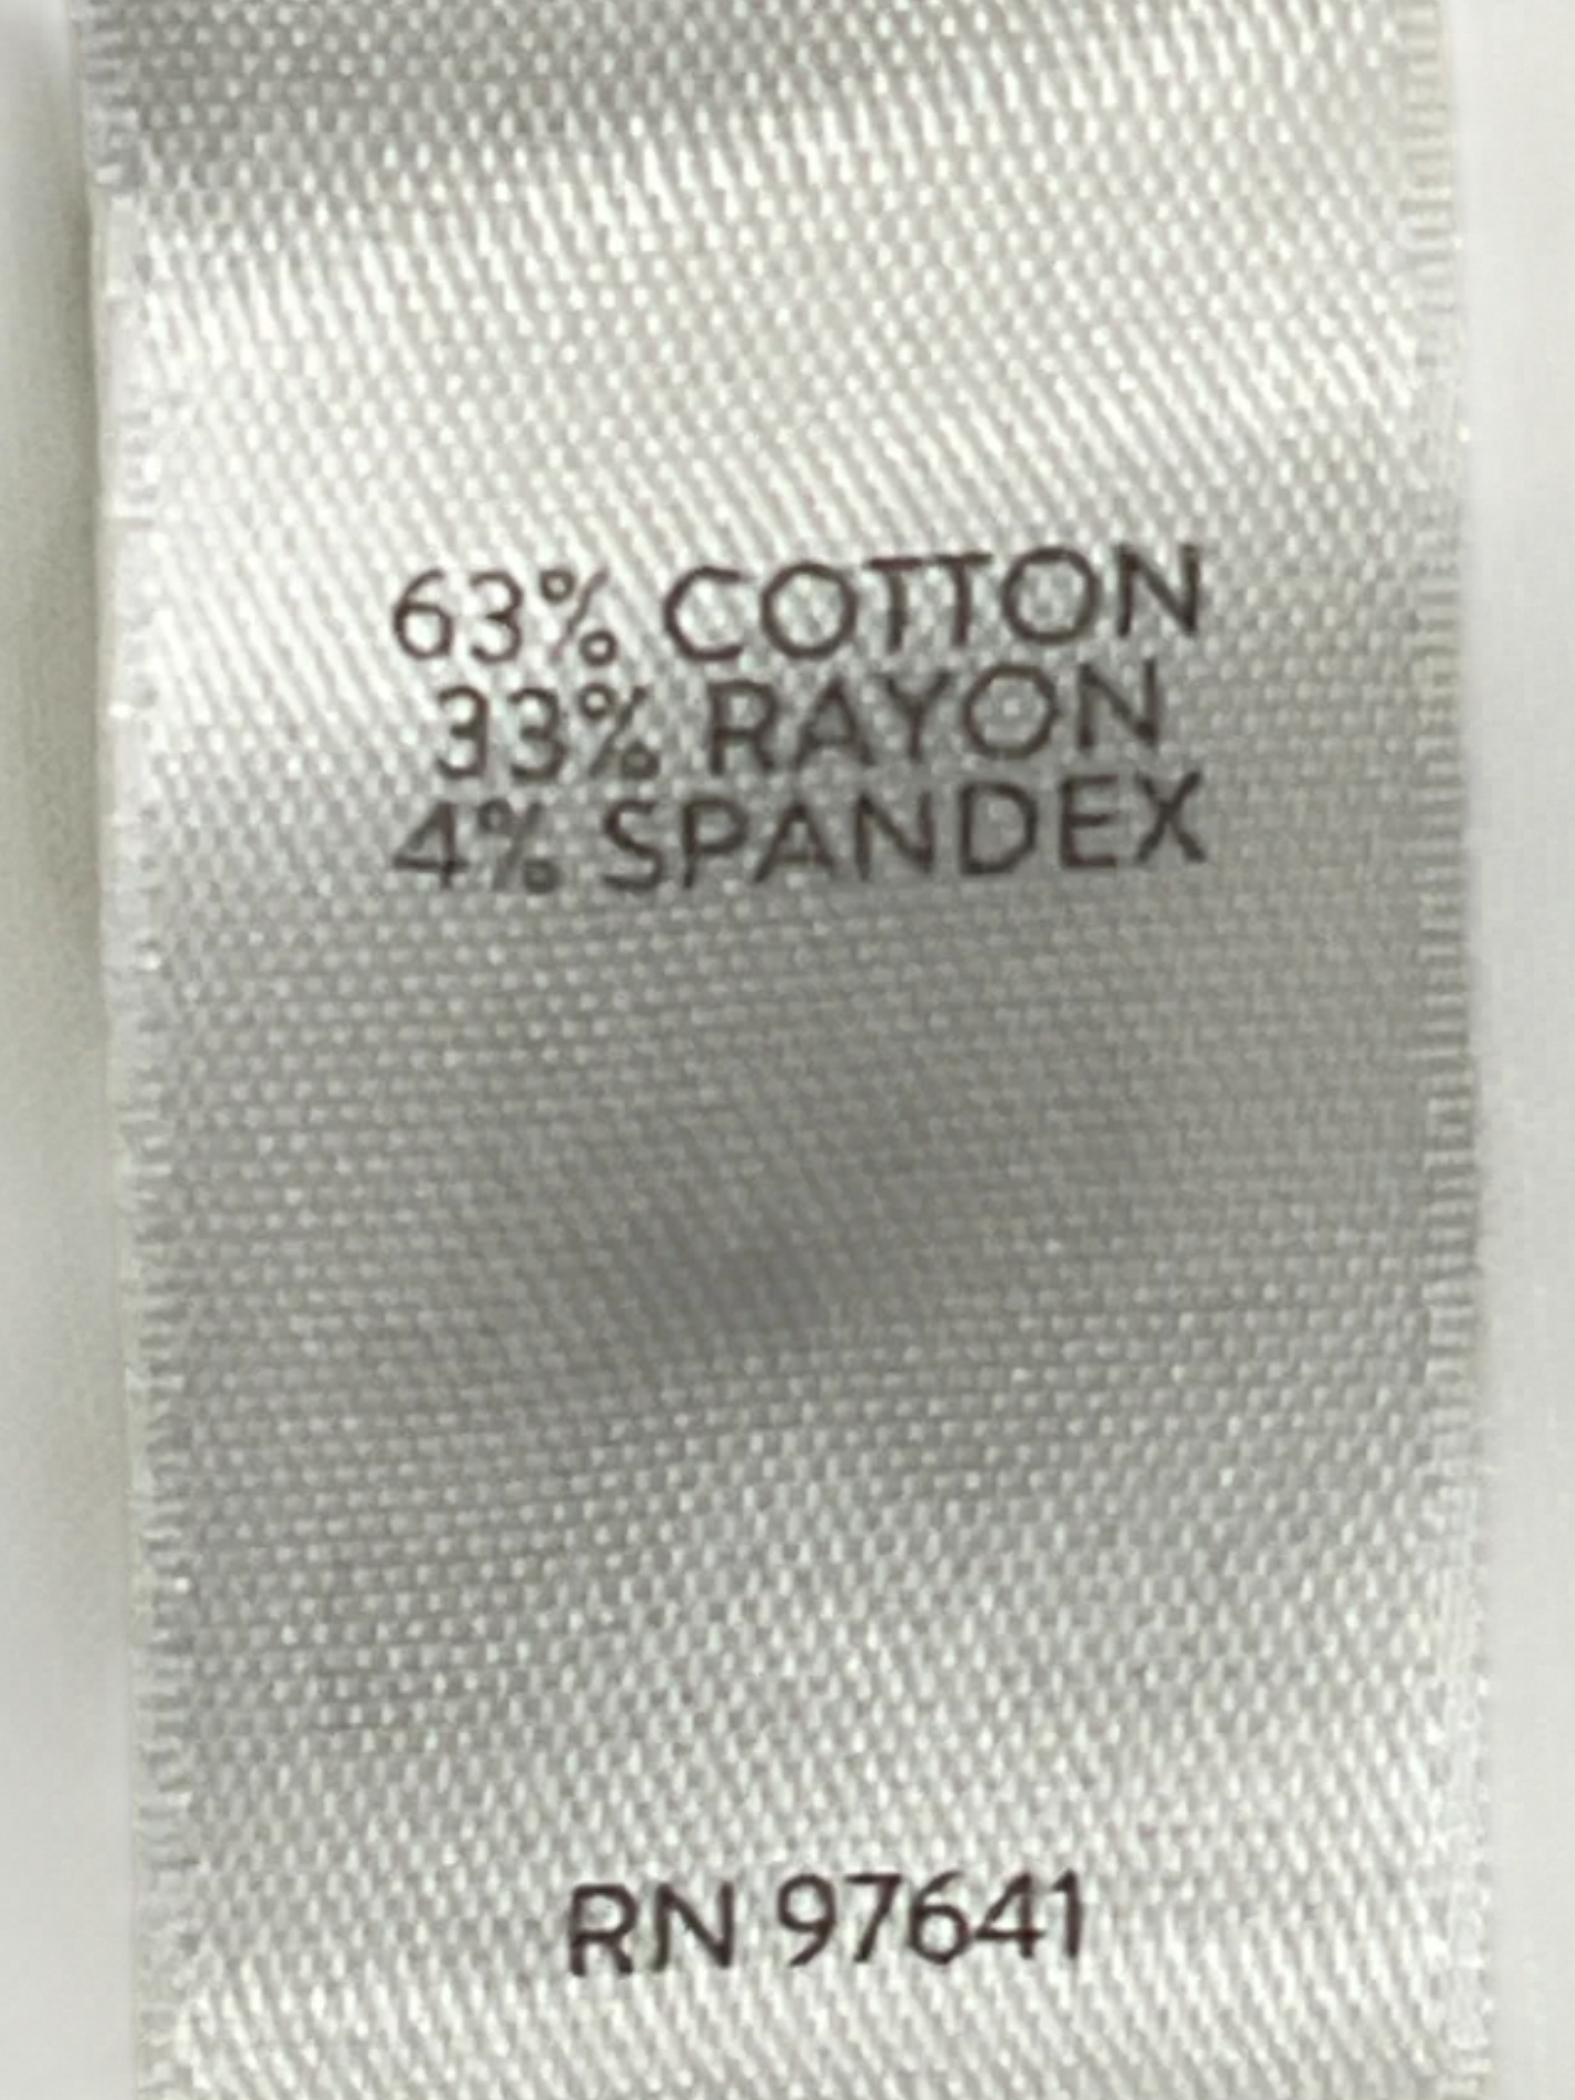 63% COTTON
33% RAYON
4% SPANDEX
RN 97641